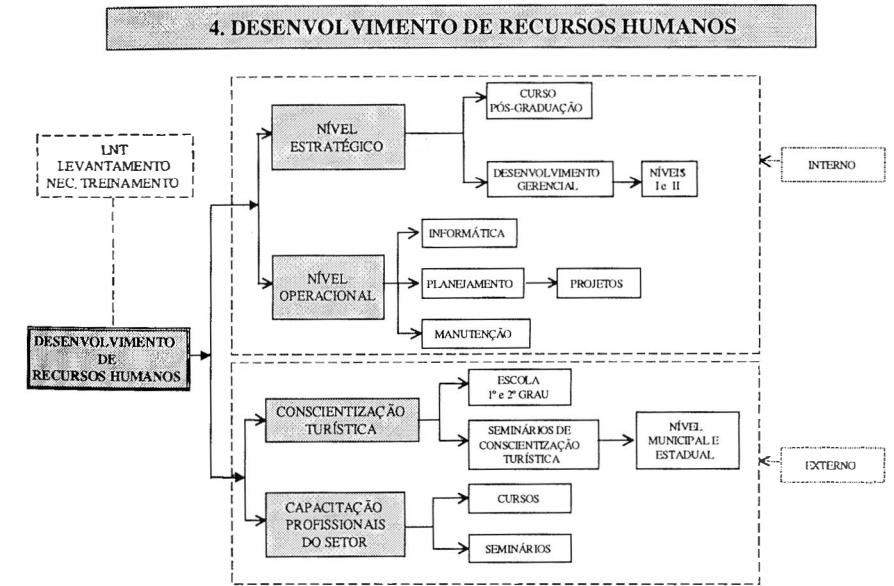 4. DESENVOLVIMENTO DE RECURSOS HUMANOS
LNT
LEVANTAMENTO
NEC. TREINAMENTO
DESENVOLVIMENTO
DE
RECURSOS HUMANOS
NÍVEL
ESTRATÉGICO
CURSO
PÓS-GRADUAÇÃO
DESENVOLVIMENTO
GERENCIAL
NÍVEIS
I e II
INTERNO
NÍVEL
OPERACIONAL
INFORMÁTICA
PLANEJAMENTO
PROJETOS
MANUTENÇÃO
CONSCIENTIZAÇÃO
TURÍSTICA
ESCOLA
1º e 2º GRAU
SEMINÁRIOS DE
CONSCIENTIZAÇÃO
TURÍSTICA
NÍVEL
MUNICIPAL E
ESTADUAL
EXTERNO
CAPACITAÇÃO
PROFISSIONAIS
DO SETOR
CURSOS
SEMINÁRIOS